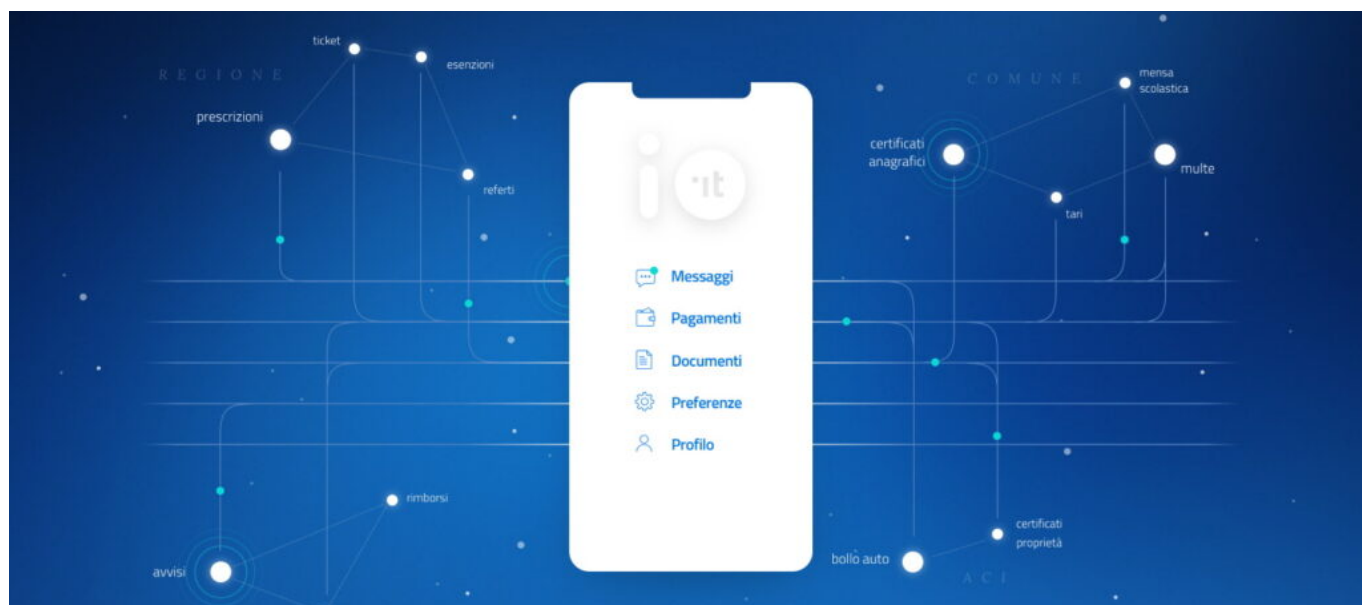 ticket
esenzioni
REGIONE
prescrizioni
referti
COMUNE
mensa
scolastica
certificati
anagrafici
multe
tari
io
it
Messaggi
Pagamenti
Documenti
Preferenze
Profilo
rimborsi
avvisi
certificati
proprietà
bollo auto
ACI